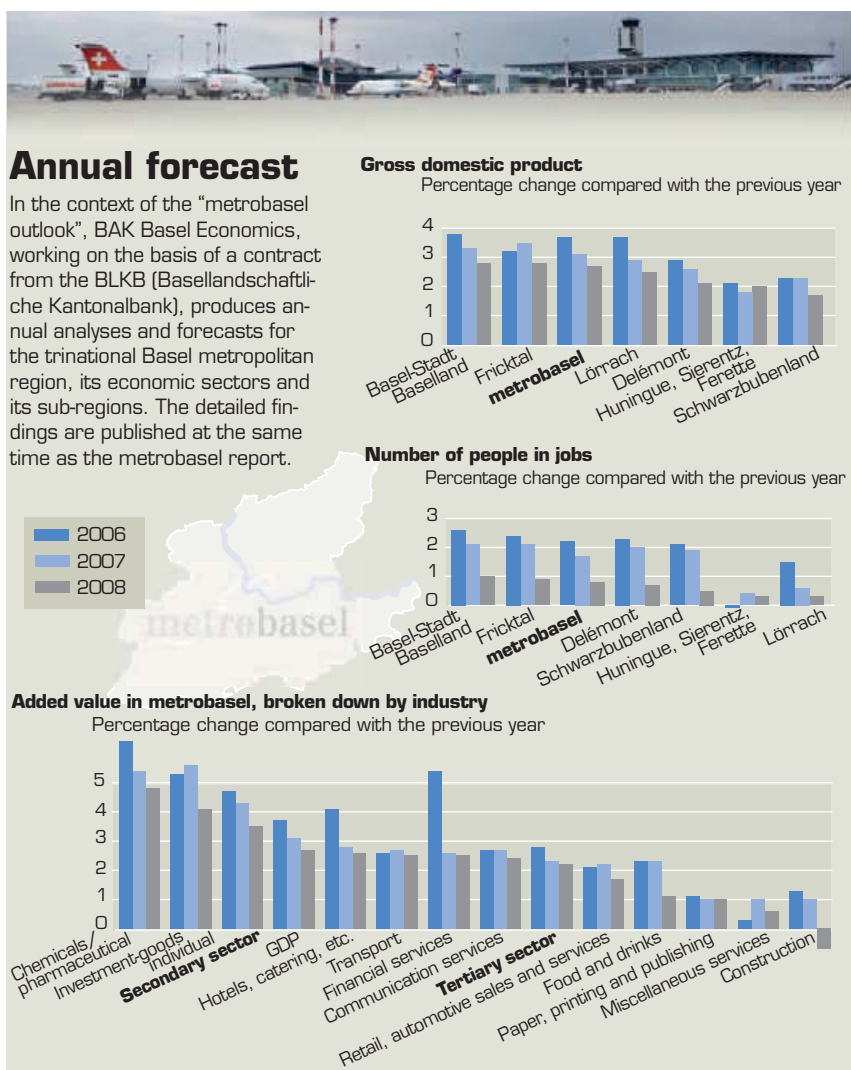 Annual forecast
In the context of the “metrobasel
outlook”, BAK Basel Economics,
working on the basis of a contract
from the BLKB (Basellandschaftli-
che Kantonalbank), produces an-
nual analyses and forecasts for
the trinational Basel metropolitan
region, its economic sectors and
its sub-regions. The detailed fin-
dings are published at the same
time as the metrobasel report.
2006
2007
2008
metrobasel
Gross domestic product
Percentage change compared with the previous year
4
3
2
1
0
Basel-Stadt
Baselland
Fricktal
metrobasel
Lörrach
Delémont
Huningue, Sierentz,
Ferette
Schwarzbubenland
Number of people in jobs
Percentage change compared with the previous year
3
2
1
0
Basel-Stadt
Baselland
Fricktal
metrobasel
Delémont
Schwarzbubenland
Huningue, Sierentz,
Ferette
Lörrach
Added value in metrobasel, broken down by industry
Percentage change compared with the previous year
5
4
3
2
1
0
Chemicals/
pharmaceutical
Investment-goods
individual
Secondary sector
GDP
Hotels, catering, etc.
Transport
Financial services
Communication services
Tertiary sector
Retail, automotive sales and services
Food and drinks
Paper, printing and publishing
Miscellaneous services
Construction